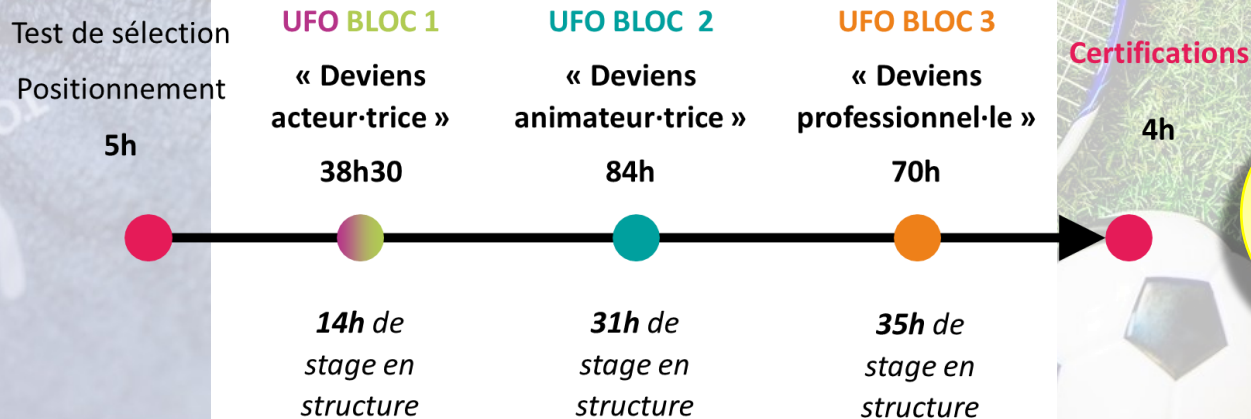 Test de sélection
Positionnement
5h
UFO BLOC 1
« Deviens
acteur·trice »
38h30
UFO BLOC 2
« Deviens
animateur·trice »
84h
UFO BLOC 3
« Deviens
professionnel·le »
70h
Certifications
4h
14h de
stage en
structure
31h de
stage en
structure
35h de
stage en
structure